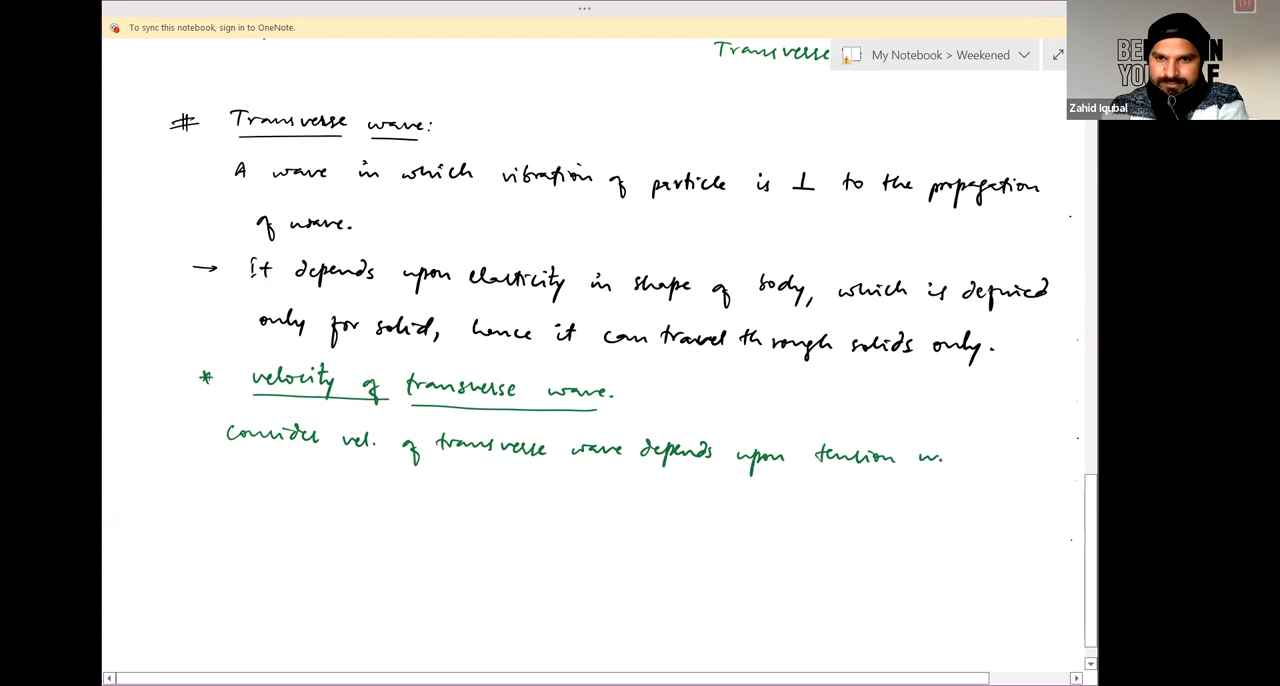 To sync this notebook, sign in to OneNote.
Transverse
My Notebook > Weekened
Zahid Iqubal
# Transverse wave:
A wave in which vibration of particle is ⊥ to the propagation
of wave.
→ It depends upon elasticity in shape of body, which is defined
only for solid, hence it can travel through solids only.
* velocity of transverse wave.
Consider vel. of transverse wave depends upon tension